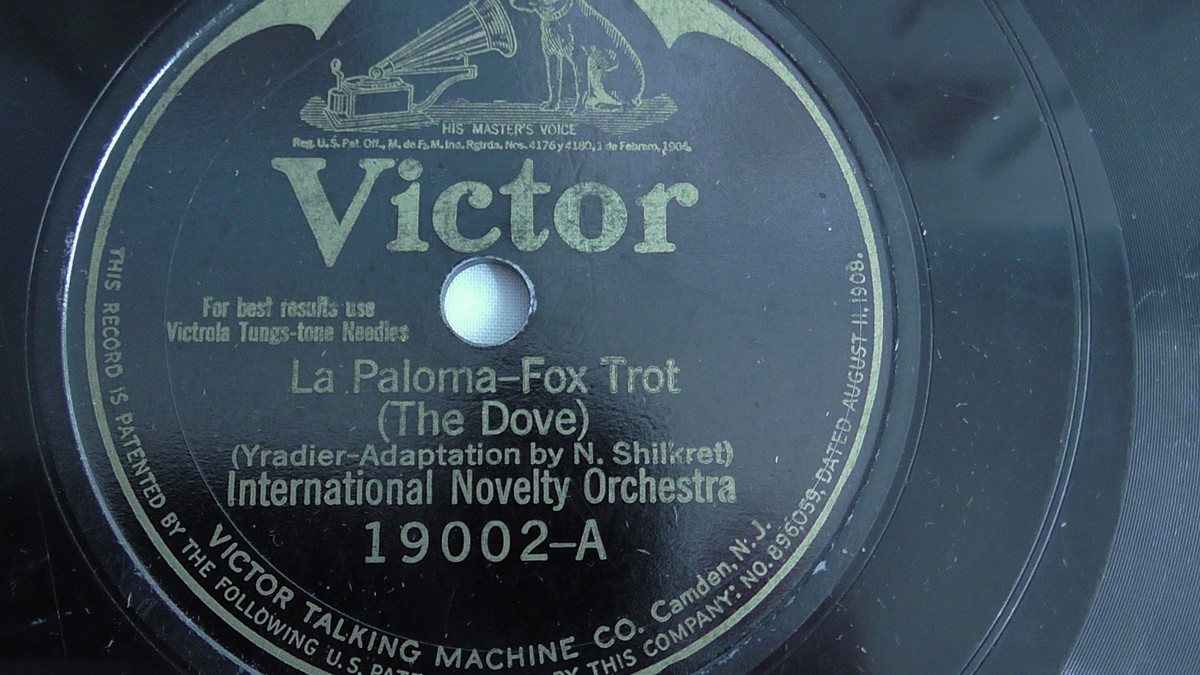 HIS MASTER'S VOICE
Reg. U.S. Pat. Off., M. de F., M. Ind. Rgtrda. Nos. 4176 y 4180, 1 de Febrero, 1904.
Victor
For best results use
Victrola Tungs-tone Needles
La Paloma-Fox Trot
(The Dove)
(Yradier-Adaptation by N. Shilkret)
International Novelty Orchestra
19002-A
VICTOR TALKING MACHINE CO. Camden, N.J.
THIS RECORD IS PATENTED BY THE FOLLOWING U.S. BY THIS COMPANY: NO. 896,059, DATED AUGUST 11, 1908.